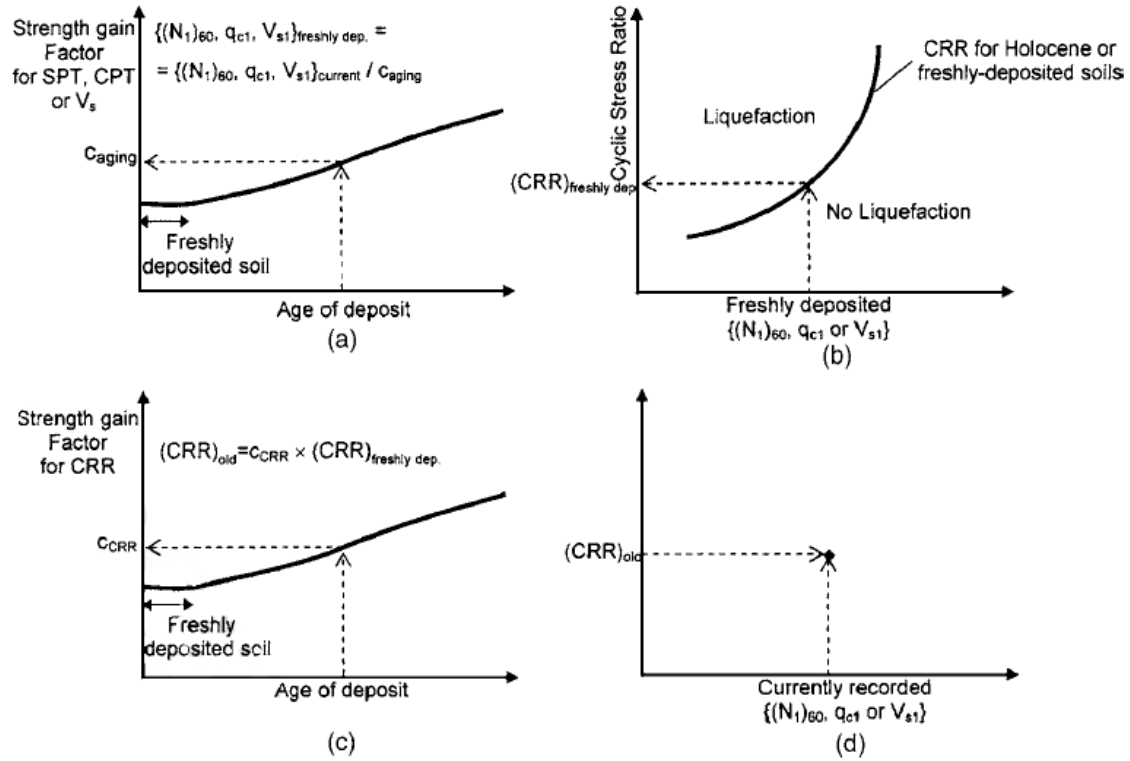 Strength gain
Factor
for SPT, CPT
or Vs
{(N1)60, qc1, Vs1}freshly dep. =
= {(N1)60, qc1, Vs1}current / caging
caging
Freshly
deposited soil
Age of deposit
(a)
Cyclic Stress Ratio
CRR for Holocene or
freshly-deposited soils
Liquefaction
(CRR)freshly dep
No Liquefaction
Freshly deposited
{(N1)60, qc1 or Vs1}
(b)
Strength gain
Factor
for CRR
(CRR)old=cCRR × (CRR)freshly dep.
cCRR
Freshly
deposited soil
Age of deposit
(c)
(CRR)old
Currently recorded
{(N1)60, qc1 or Vs1}
(d)